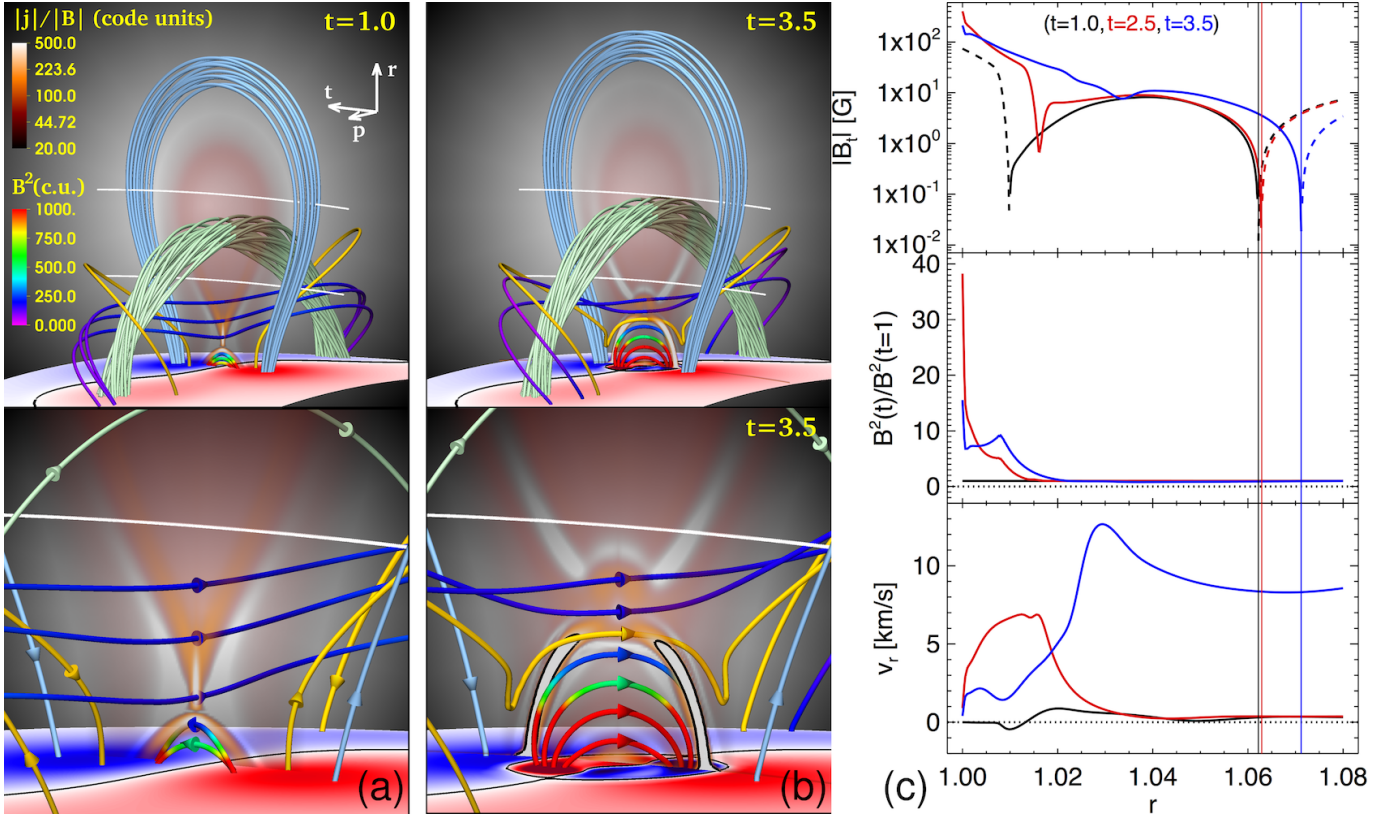 |j|/|B| (code units)
500.0
223.6
100.0
44.72
20.00
B²(c.u.)
1000.
750.0
500.0
250.0
0.000
t=1.0
r
t
p
t=3.5
(a)
t=3.5
(b)
(t=1.0,t=2.5,t=3.5)
|Bₜ| [G]
1x10²
1x10¹
1x10⁰
1x10⁻¹
1x10⁻²
B²(t)/B²(t=1)
40
30
20
10
0
vᵣ [km/s]
10
5
0
1.00
1.02
1.04
1.06
1.08
r
(c)